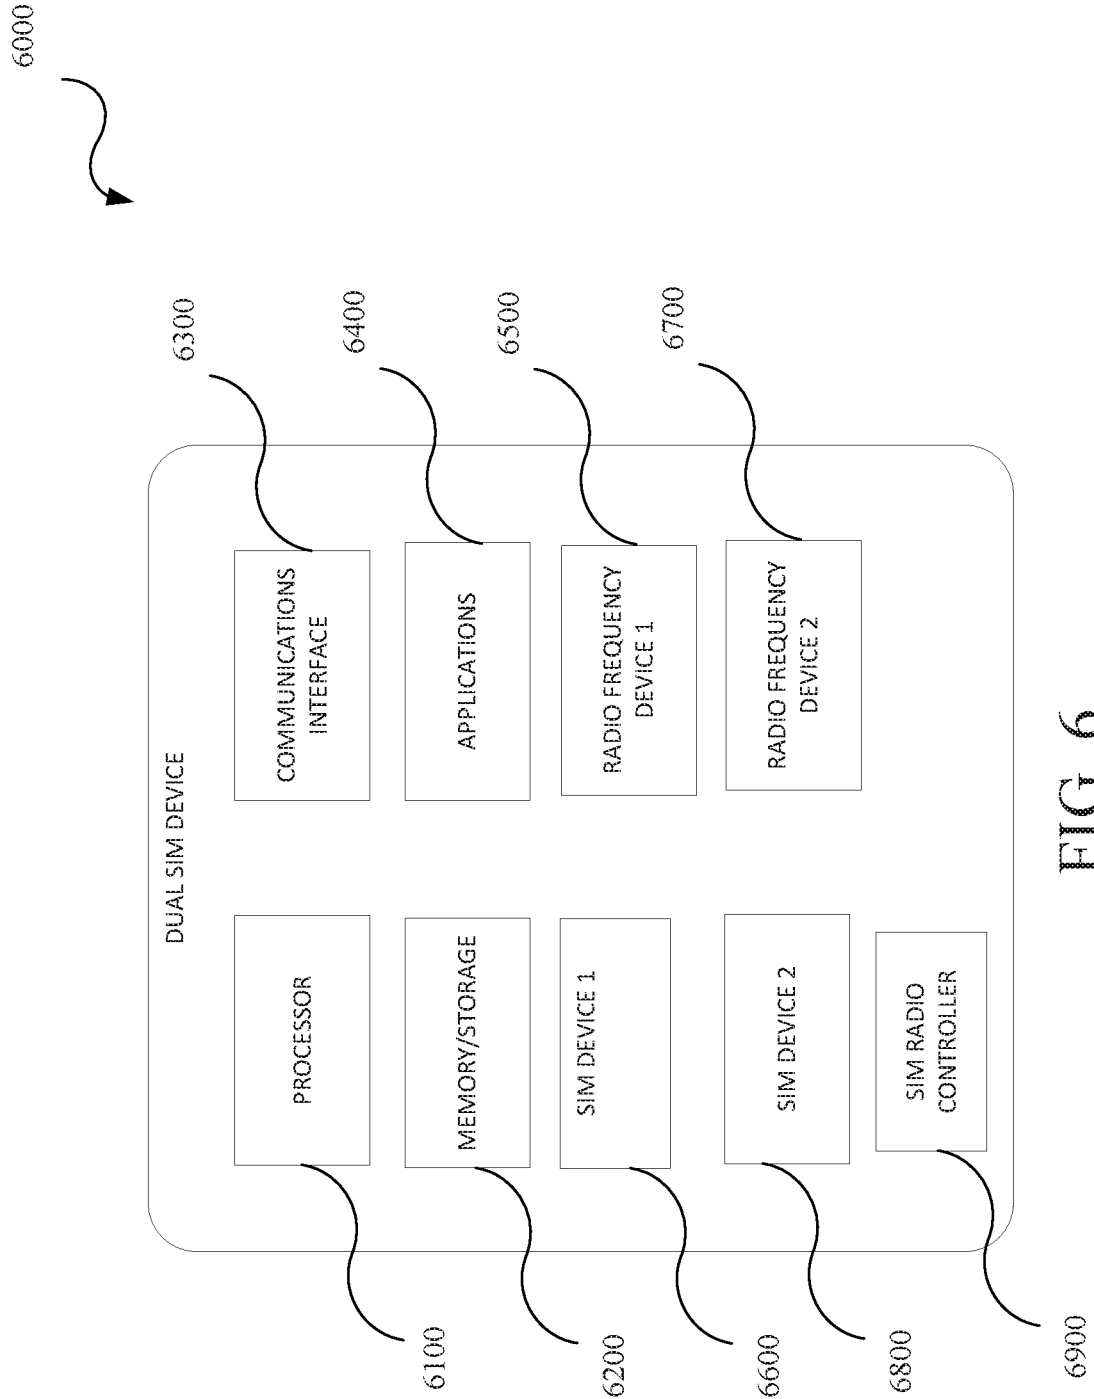 6000
DUAL SIM DEVICE
6100
PROCESSOR
COMMUNICATIONS
INTERFACE
6300
6200
MEMORY/STORAGE
APPLICATIONS
6400
6600
SIM DEVICE 1
RADIO FREQUENCY
DEVICE 1
6500
6800
SIM DEVICE 2
RADIO FREQUENCY
DEVICE 2
6700
6900
SIM RADIO
CONTROLLER
FIG. 6